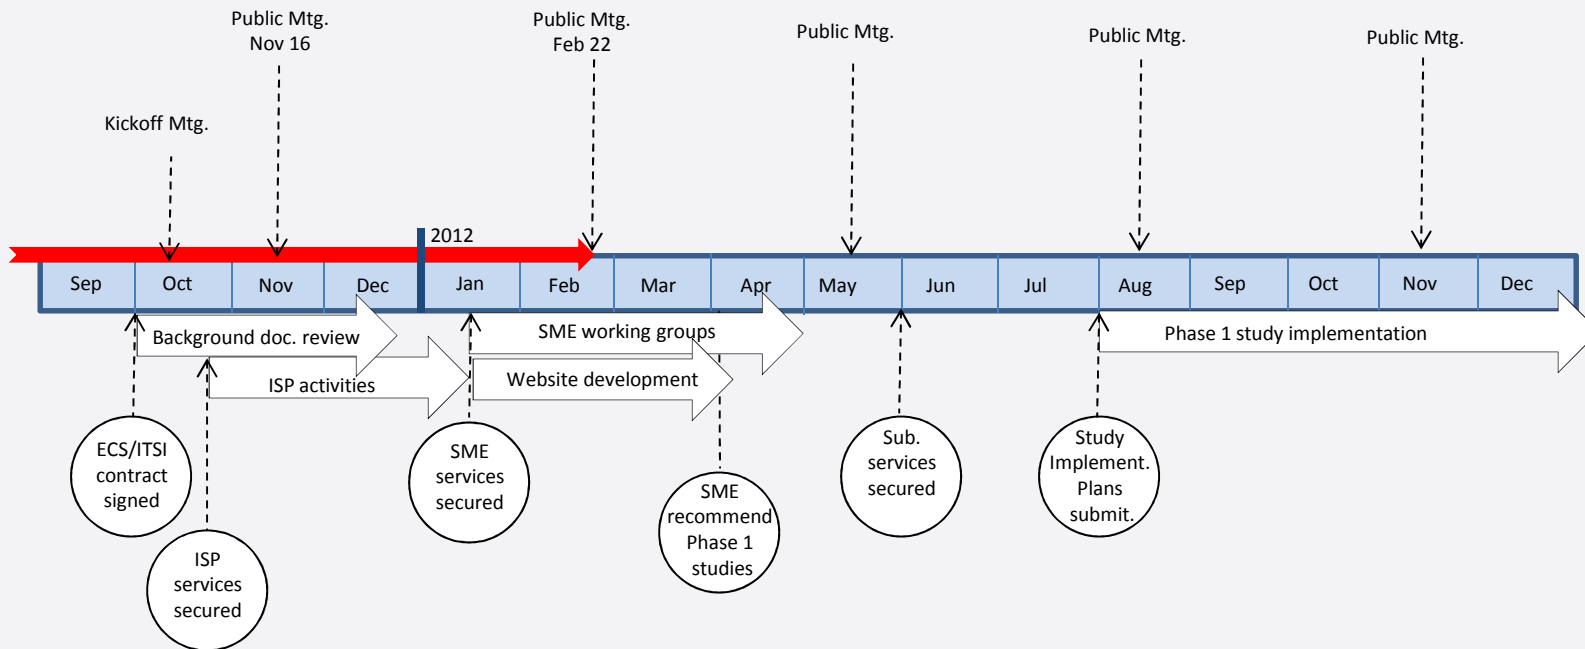 Public Mtg.
Nov 16
Public Mtg.
Feb 22
Public Mtg.
Public Mtg.
Public Mtg.
Kickoff Mtg.
2012
Sep
Oct
Nov
Dec
Jan
Feb
Mar
Apr
May
Jun
Jul
Aug
Sep
Oct
Nov
Dec
Background doc. review
SME working groups
Phase 1 study implementation
ISP activities
Website development
ECS/ITSI
contract
signed
ISP
services
secured
SME
services
secured
SME
recommend
Phase 1
studies
Sub.
services
secured
Study
Implement.
Plans
submit.